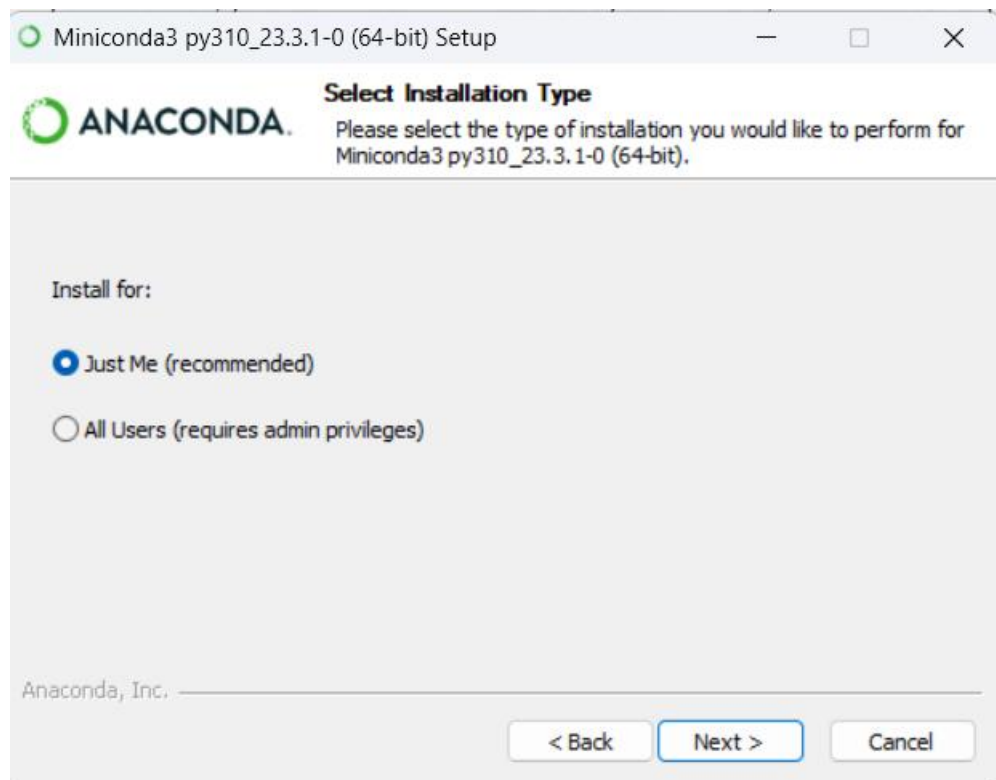 Miniconda3 py310_23.3.1-0 (64-bit) Setup
ANACONDA.
Select Installation Type
Please select the type of installation you would like to perform for
Miniconda3 py310_23.3.1-0 (64-bit).
Install for:
Just Me (recommended)
All Users (requires admin privileges)
Anaconda, Inc.
< Back
Next >
Cancel